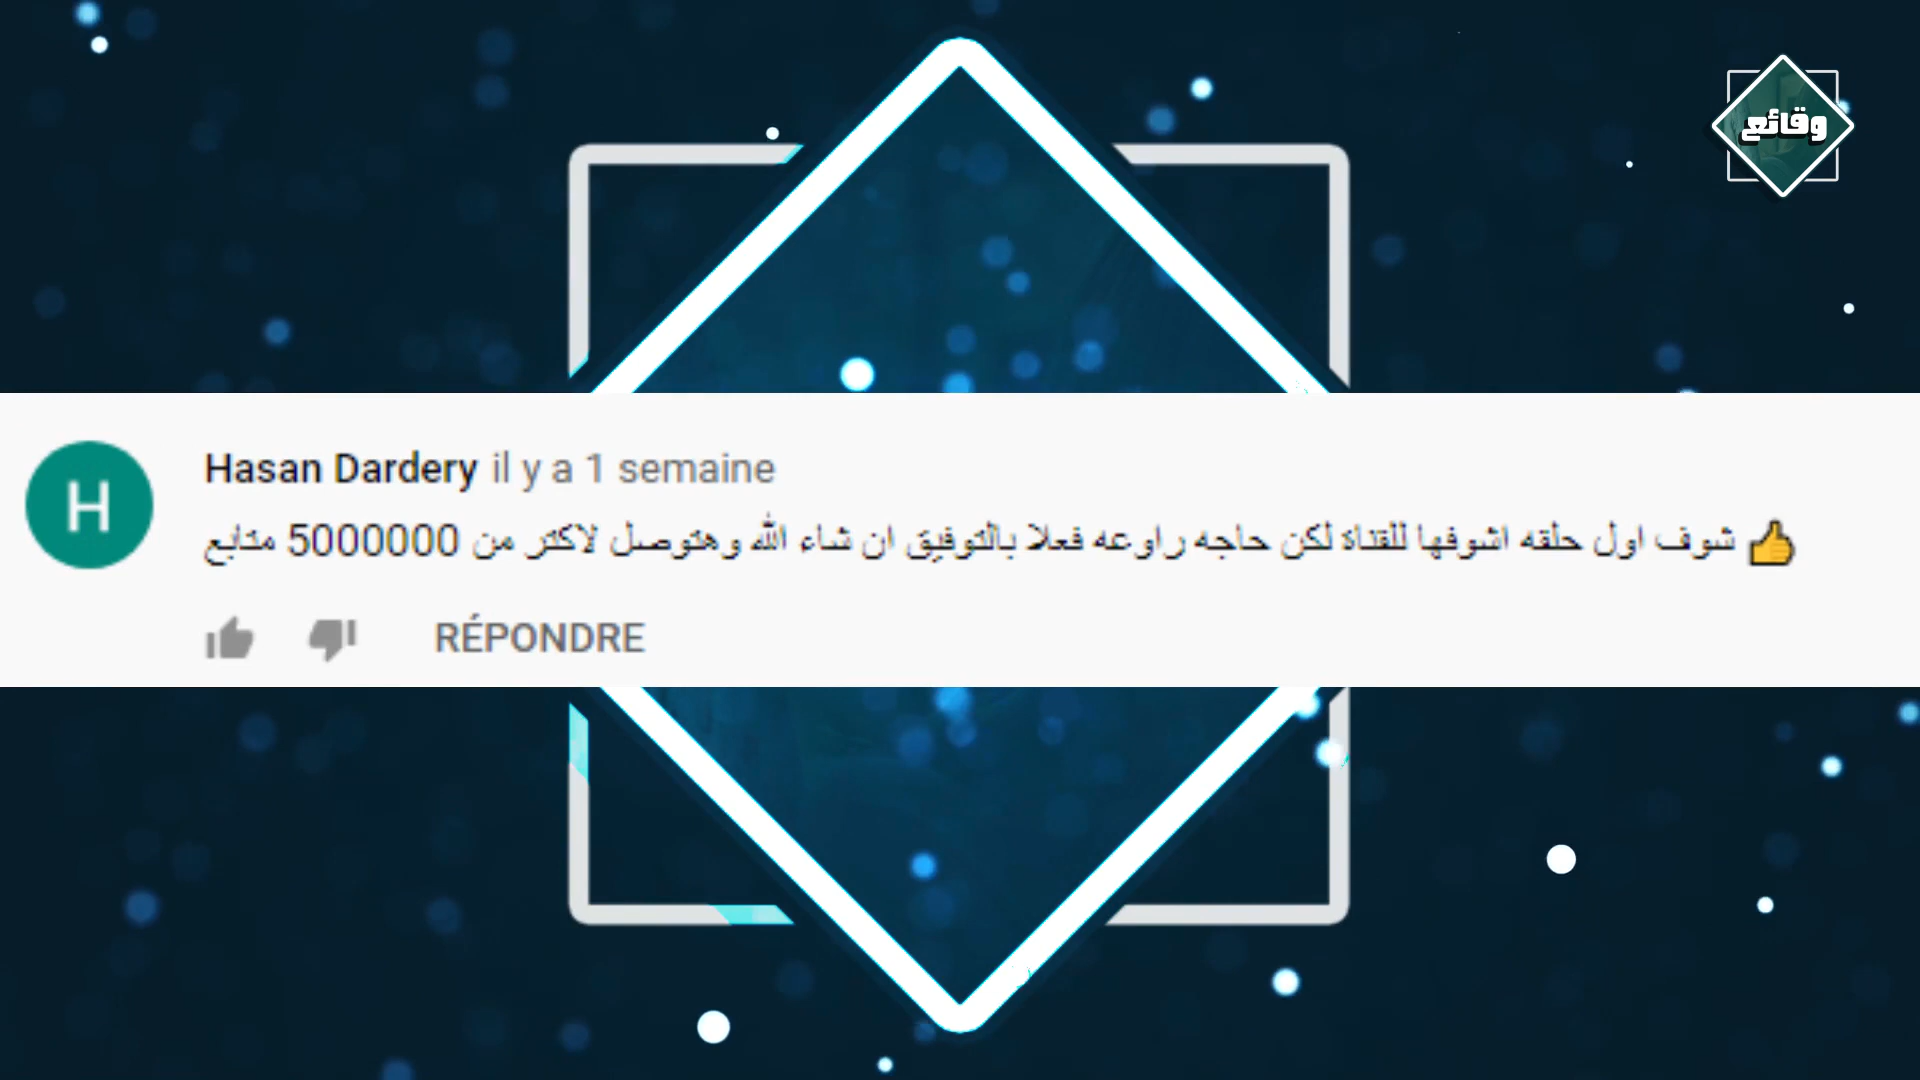 وقائع
Hasan Dardery il y a 1 semaine
👍 شوف اول حلقه اشوفها للقناة لكن حاجه راوعه فعلا بالتوفيق ان شاء الله وهتوصل لاكتر من 5000000 متابع
RÉPONDRE